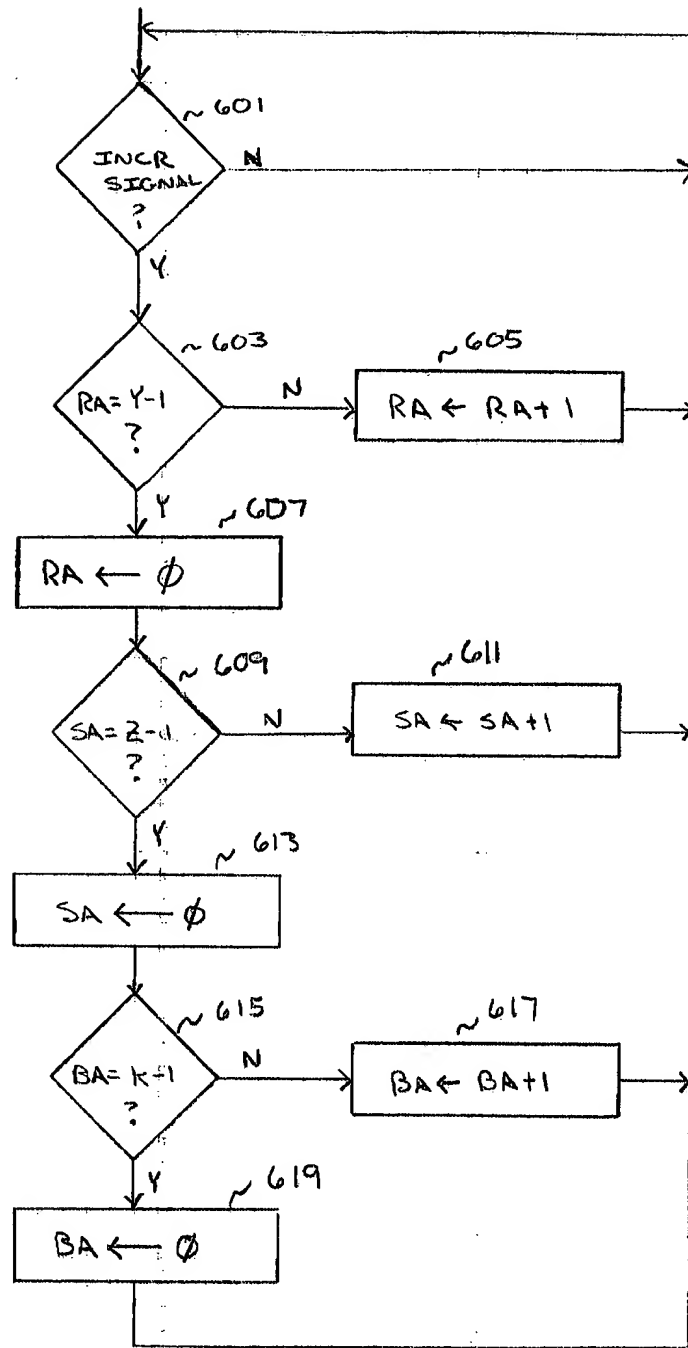 ~ 601
INCR
SIGNAL
?
N
Y
~ 603
RA = Y-1
?
N
~ 605
RA ← RA+1
Y
~ 607
RA ← ∅
~ 609
SA = Z-1
?
N
~ 611
SA ← SA+1
Y
~ 613
SA ← ∅
~ 615
BA = K-1
?
N
~ 617
BA ← BA+1
Y
~ 619
BA ← ∅